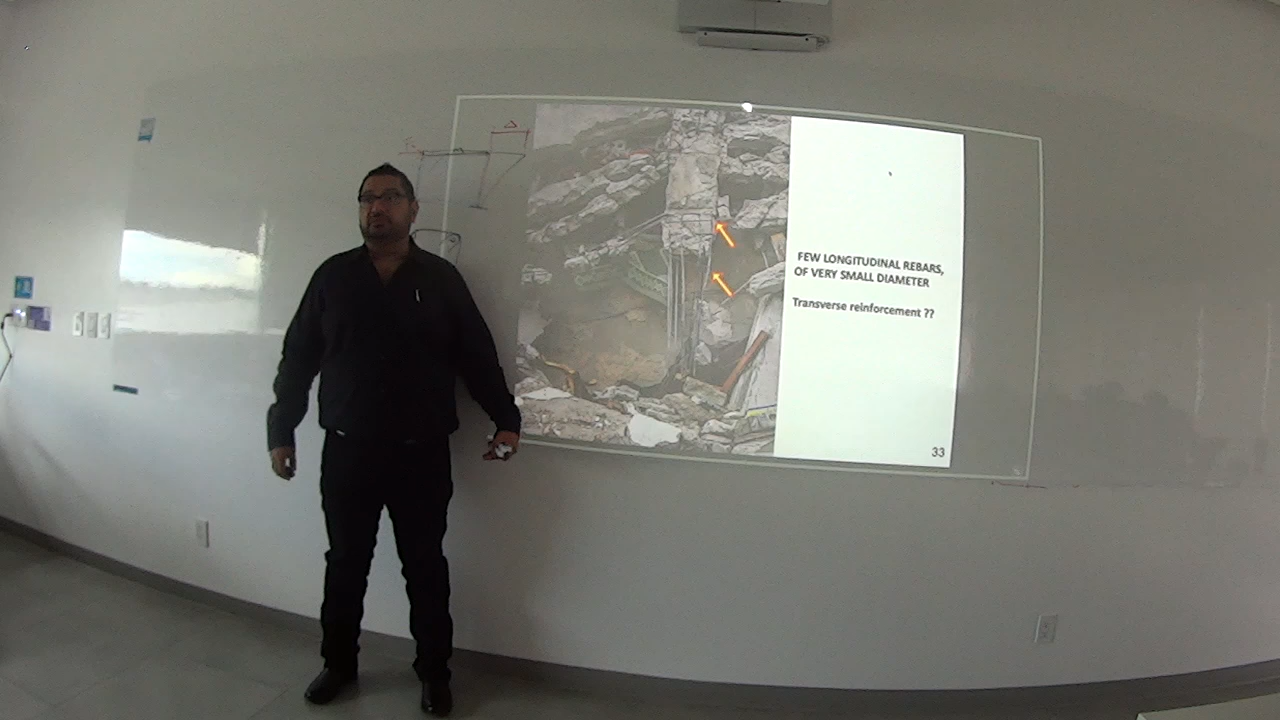 Δ
FEW LONGITUDINAL REBARS,
OF VERY SMALL DIAMETER
Transverse reinforcement ??
33